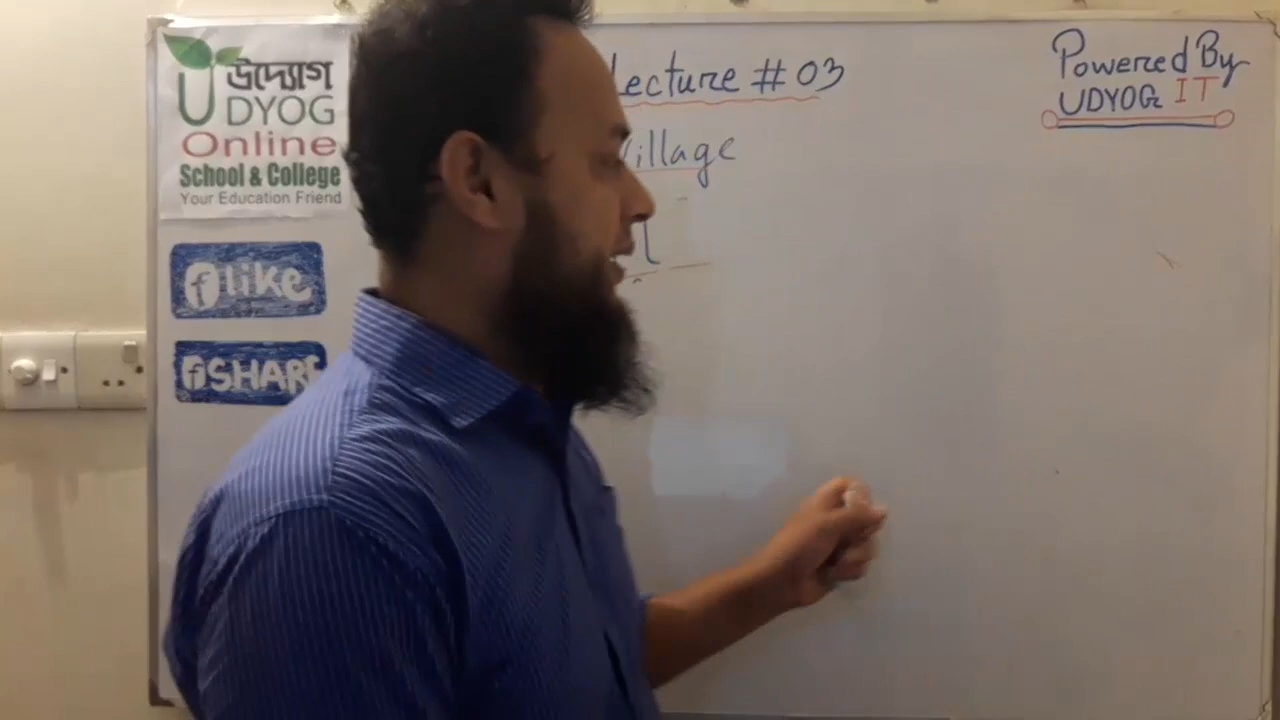 উদ্যোগ
UDYOG
Online
School & College
Your Education Friend
f like
f SHARE
Lecture # 03
Village
Powered By
UDYOG IT